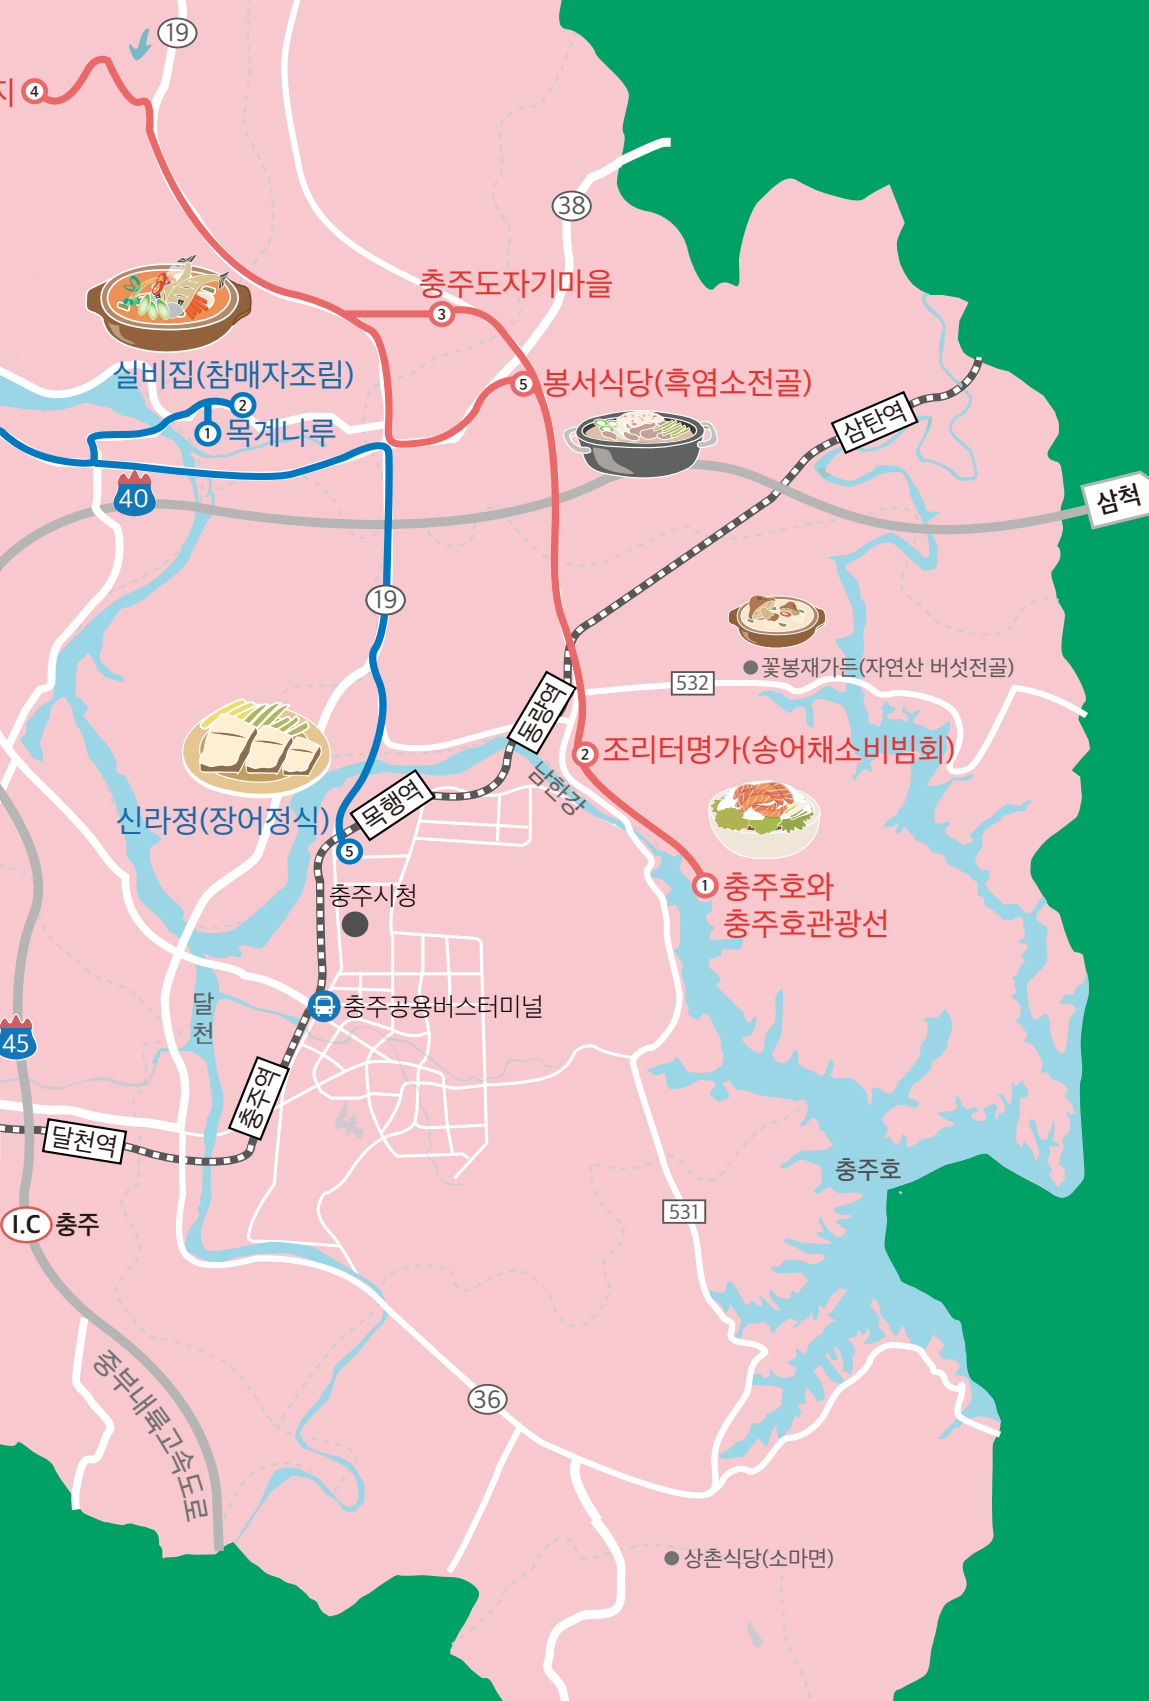 19
지
4
38
충주도자기마을
3
실비집(참매자조림)
2
1
목계나루
5
봉서식당(흑염소전골)
삼탄역
40
삼척
19
꽃봉재가든(자연산 버섯전골)
532
동량역
2
조리터명가(송어채소비빔회)
남한강
목행역
신라정(장어정식)
5
1
충주호와
충주호관광선
충주시청
달
천
충주공용버스터미널
45
충주역
달천역
충주호
531
I.C
충주
중부내륙고속도로
36
상촌식당(소마면)